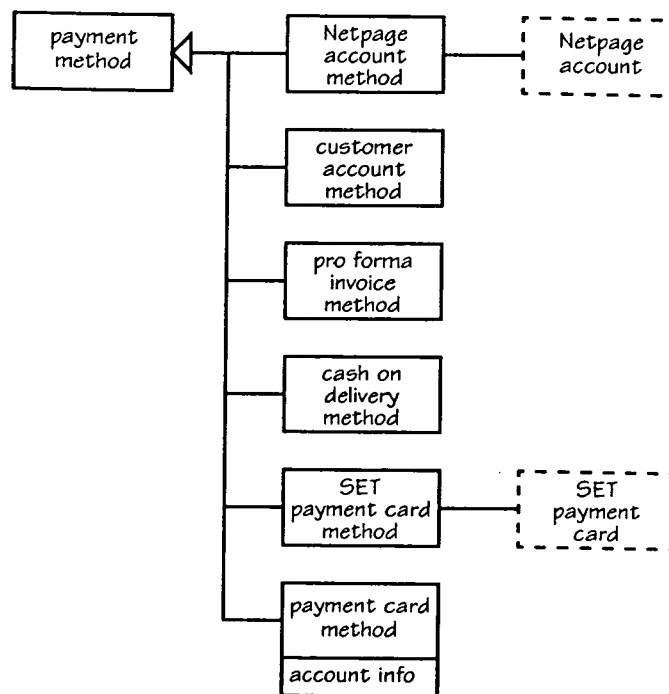 payment
method
Netpage
account
method
Netpage
account
customer
account
method
pro forma
invoice
method
cash on
delivery
method
SET
payment card
method
SET
payment
card
payment card
method
account info